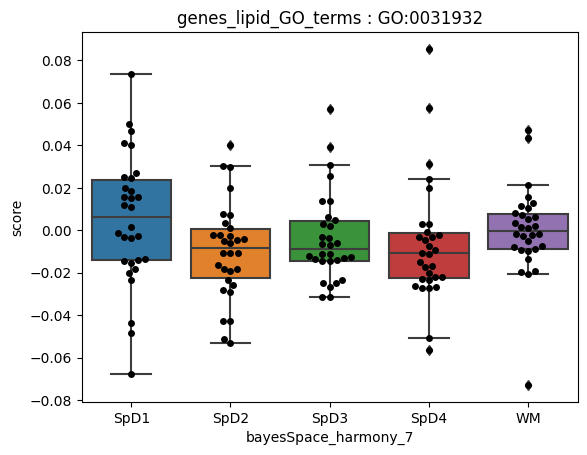 genes_lipid_GO_terms : GO:0031932
0.08
0.06
0.04
0.02
0.00
−0.02
−0.04
−0.06
−0.08
score
SpD1 SpD2 SpD3 SpD4 WM
bayesSpace_harmony_7